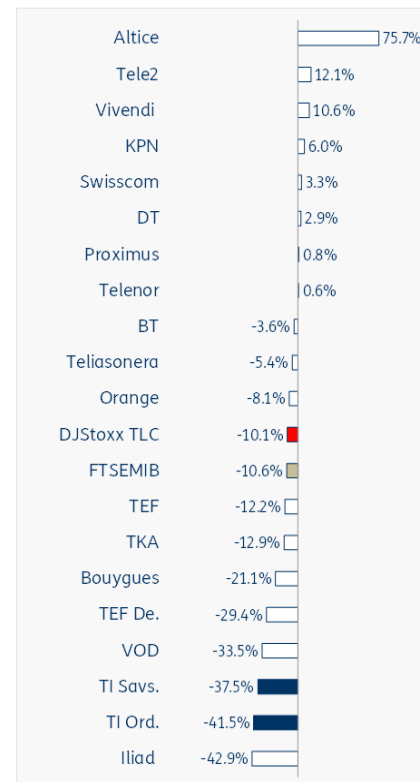 Altice 75.7%
Tele2 12.1%
Vivendi 10.6%
KPN 6.0%
Swisscom 3.3%
DT 2.9%
Proximus 0.8%
Telenor 0.6%
BT -3.6%
Teliasonera -5.4%
Orange -8.1%
DJStoxx TLC -10.1%
FTSEMIB -10.6%
TEF -12.2%
TKA -12.9%
Bouygues -21.1%
TEF De. -29.4%
VOD -33.5%
TI Savs. -37.5%
TI Ord. -41.5%
Iliad -42.9%